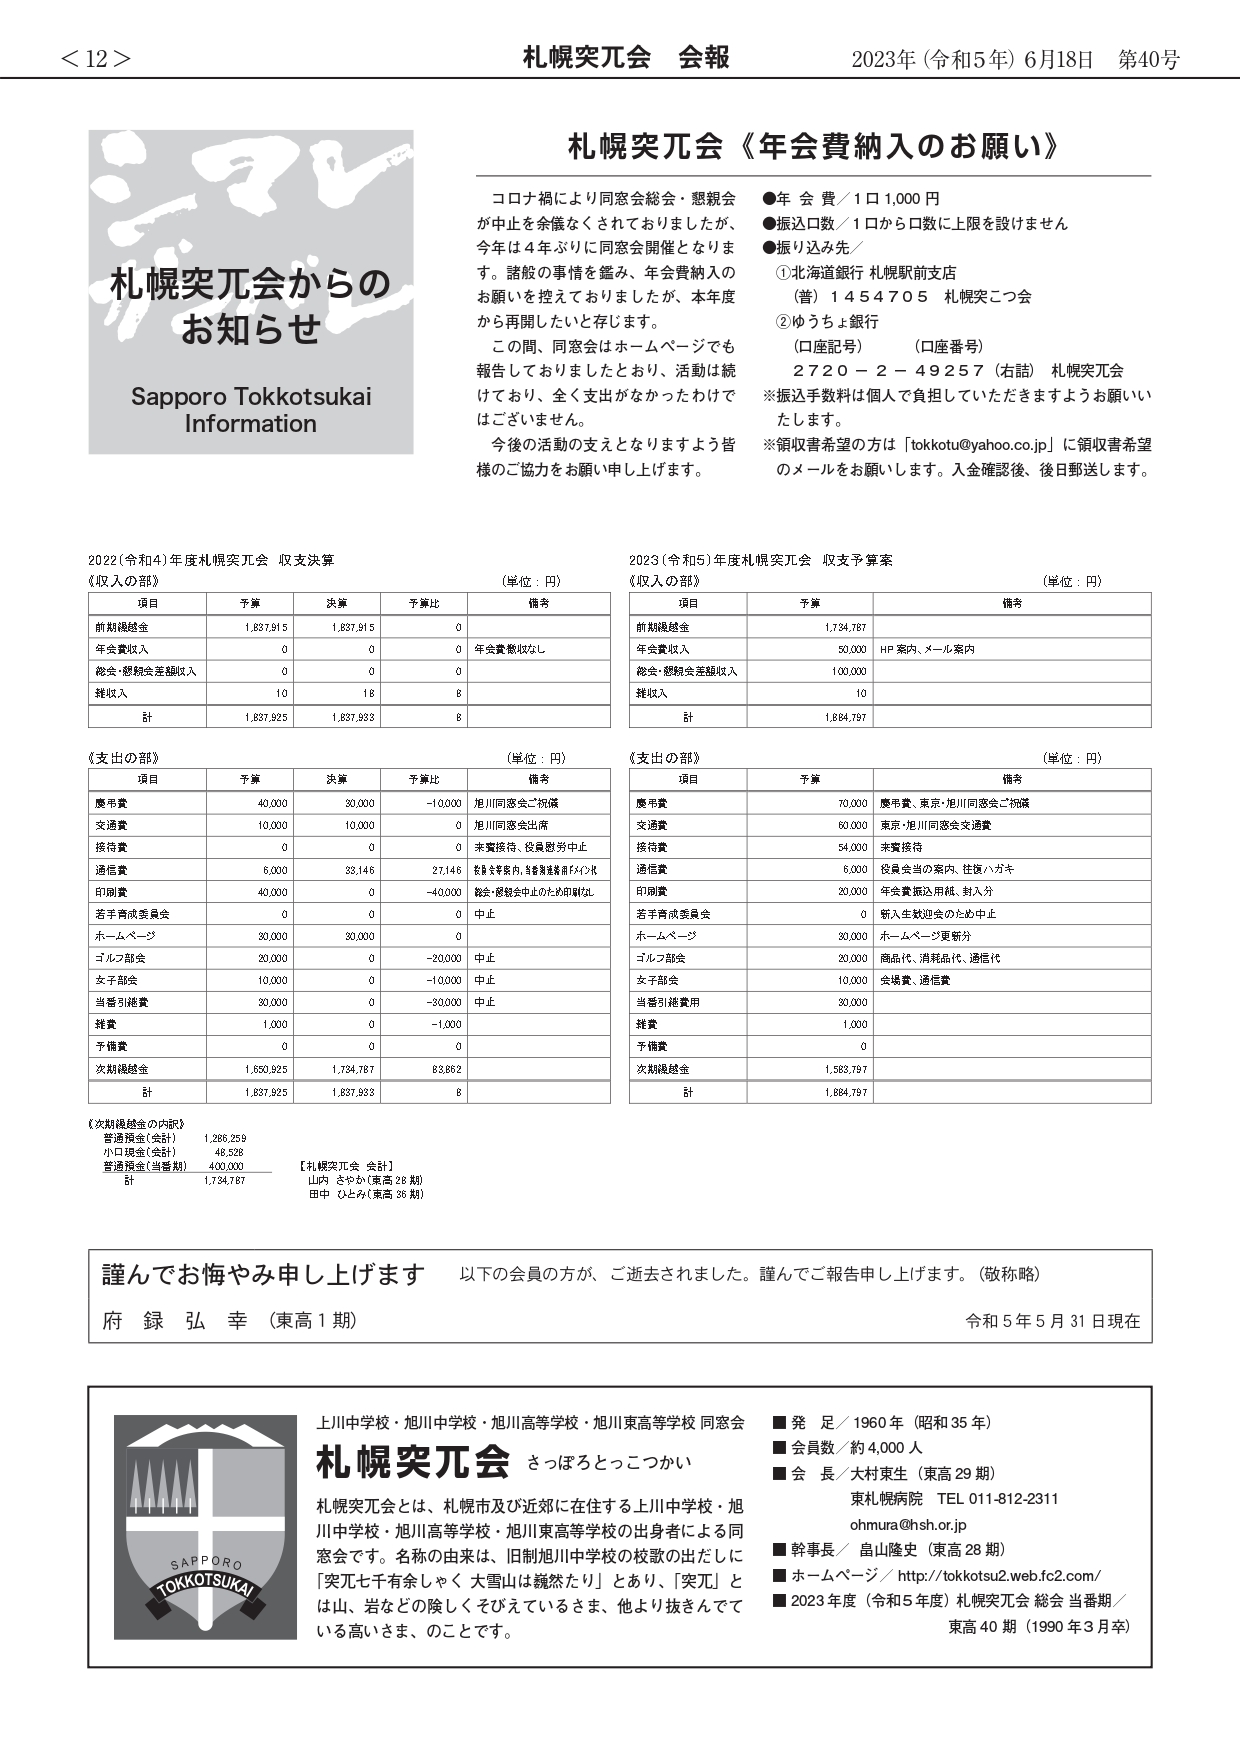 ＜12＞
札幌突兀会　会報
2023年（令和５年）６月18日　第40号
札幌突兀会からの
お知らせ
Sapporo Tokkotsukai
Information
札幌突兀会《年会費納入のお願い》
　コロナ禍により同窓会総会・懇親会
が中止を余儀なくされておりましたが、
今年は４年ぶりに同窓会開催となりま
す。諸般の事情を鑑み、年会費納入の
お願いを控えておりましたが、本年度
から再開したいと存じます。
　この間、同窓会はホームページでも
報告しておりましたとおり、活動は続
けており、全く支出がなかったわけで
はございません。
　今後の活動の支えとなりますよう皆
様のご協力をお願い申し上げます。
●年 会 費／１口 1,000 円
●振込口数／１口から口数に上限を設けません
●振り込み先／
①北海道銀行 札幌駅前支店
（普）１４５４７０５　札幌突こつ会
②ゆうちょ銀行
（口座記号）　　　（口座番号）
２７２０ － ２ － ４９２５７（右詰）　札幌突兀会
※振込手数料は個人で負担していただきますようお願いい
たします。
※領収書希望の方は「tokkotu@yahoo.co.jp」に領収書希望
のメールをお願いします。入金確認後、後日郵送します。
2022（令和4）年度札幌突兀会　収支決算
《収入の部》　（単位：円）
項目　予算　決算　予算比　備考
前期繰越金　1,837,915　1,837,915　0
年会費収入　0　0　0　年会費徴収なし
総会・懇親会差額収入　0　0　0
雑収入　10　18　8
計　1,837,925　1,837,933　8
《支出の部》　（単位：円）
項目　予算　決算　予算比　備考
慶弔費　40,000　30,000　-10,000　旭川同窓会ご祝儀
交通費　10,000　10,000　0　旭川同窓会出席
接待費　0　0　0　来賓接待、役員慰労中止
通信費　6,000　33,146　27,146
印刷費　40,000　0　-40,000　総会・懇親会中止のため印刷なし
若手育成委員会　0　0　0　中止
ホームページ　30,000　30,000　0
ゴルフ部会　20,000　0　-20,000　中止
女子部会　10,000　0　-10,000　中止
当番引継費　30,000　0　-30,000　中止
雑費　1,000　0　-1,000
予備費　0　0　0
次期繰越金　1,650,925　1,734,787　83,862
計　1,837,925　1,837,933　8
《次期繰越金の内訳》
普通預金（会計）　1,286,259
小口現金（会計）　48,528
普通預金（当番期）　400,000
計　1,734,787
【札幌突兀会 会計】
山内 さやか（東高 28 期）
田中 ひとみ（東高 36 期）
2023（令和5）年度札幌突兀会　収支予算案
《収入の部》　（単位：円）
項目　予算　備考
前期繰越金　1,734,787
年会費収入　50,000　HP 案内、メール案内
総会・懇親会差額収入　100,000
雑収入　10
計　1,884,797
《支出の部》　（単位：円）
項目　予算　備考
慶弔費　70,000　慶弔費、東京・旭川同窓会ご祝儀
交通費　60,000　東京・旭川同窓会交通費
接待費　54,000　来賓接待
通信費　6,000　役員会当の案内、往復ハガキ
印刷費　20,000　年会費振込用紙、封入分
若手育成委員会　0　新入生歓迎会のため中止
ホームページ　30,000　ホームページ更新分
ゴルフ部会　20,000　商品代、消耗品代、通信代
女子部会　10,000　会場費、通信費
当番引継費用　30,000
雑費　1,000
予備費　0
次期繰越金　1,583,797
計　1,884,797
謹んでお悔やみ申し上げます　以下の会員の方が、ご逝去されました。謹んでご報告申し上げます。（敬称略）
府　録　弘　幸　（東高１期）　令和５年５月 31 日現在
SAPPORO
TOKKOTSUKAI
上川中学校・旭川中学校・旭川高等学校・旭川東高等学校 同窓会
札幌突兀会　さっぽろとっこつかい
札幌突兀会とは、札幌市及び近郊に在住する上川中学校・旭
川中学校・旭川高等学校・旭川東高等学校の出身者による同
窓会です。名称の由来は、旧制旭川中学校の校歌の出だしに
「突兀七千有余しゃく 大雪山は巍然たり」とあり、「突兀」と
は山、岩などの険しくそびえているさま、他より抜きんでて
いる高いさま、のことです。
■ 発　足／ 1960 年（昭和 35 年）
■ 会員数／約 4,000 人
■ 会　長／大村東生（東高 29 期）
東札幌病院　TEL 011-812-2311
ohmura@hsh.or.jp
■ 幹事長／ 畠山隆史（東高 28 期）
■ ホームページ／ http://tokkotsu2.web.fc2.com/
■ 2023 年度（令和５年度）札幌突兀会 総会 当番期／
東高 40 期（1990 年３月卒）